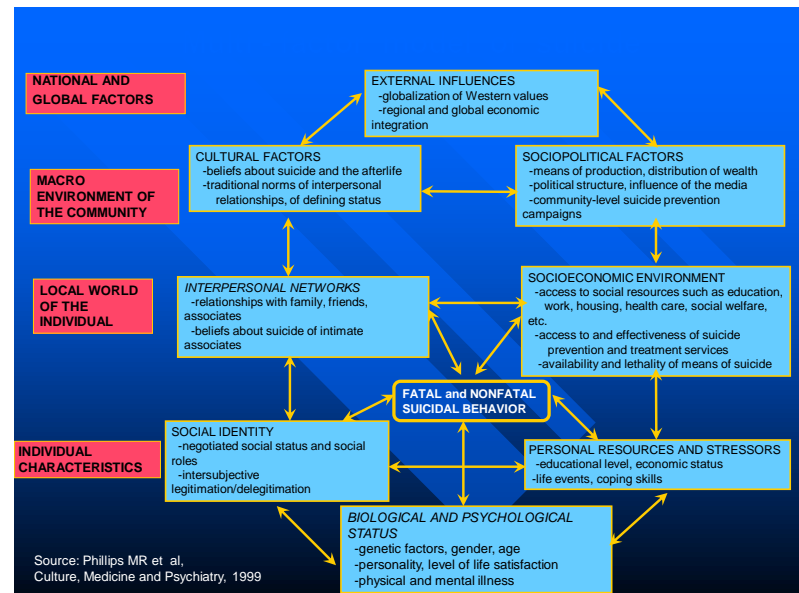 NATIONAL AND
GLOBAL FACTORS
EXTERNAL INFLUENCES
-globalization of Western values
-regional and global economic
integration
MACRO
ENVIRONMENT OF
THE COMMUNITY
CULTURAL FACTORS
-beliefs about suicide and the afterlife
-traditional norms of interpersonal
relationships, of defining status
SOCIOPOLITICAL FACTORS
-means of production, distribution of wealth
-political structure, influence of the media
-community-level suicide prevention
campaigns
LOCAL WORLD
OF THE
INDIVIDUAL
INTERPERSONAL NETWORKS
-relationships with family, friends,
associates
-beliefs about suicide of intimate
associates
SOCIOECONOMIC ENVIRONMENT
-access to social resources such as education,
work, housing, health care, social welfare,
etc.
-access to and effectiveness of suicide
prevention and treatment services
-availability and lethality of means of suicide
FATAL and NONFATAL
SUICIDAL BEHAVIOR
INDIVIDUAL
CHARACTERISTICS
SOCIAL IDENTITY
-negotiated social status and social
roles
-intersubjective
legitimation/delegitimation
PERSONAL RESOURCES AND STRESSORS
-educational level, economic status
-life events, coping skills
BIOLOGICAL AND PSYCHOLOGICAL
STATUS
-genetic factors, gender, age
-personality, level of life satisfaction
-physical and mental illness
Source: Phillips MR et al,
Culture, Medicine and Psychiatry, 1999